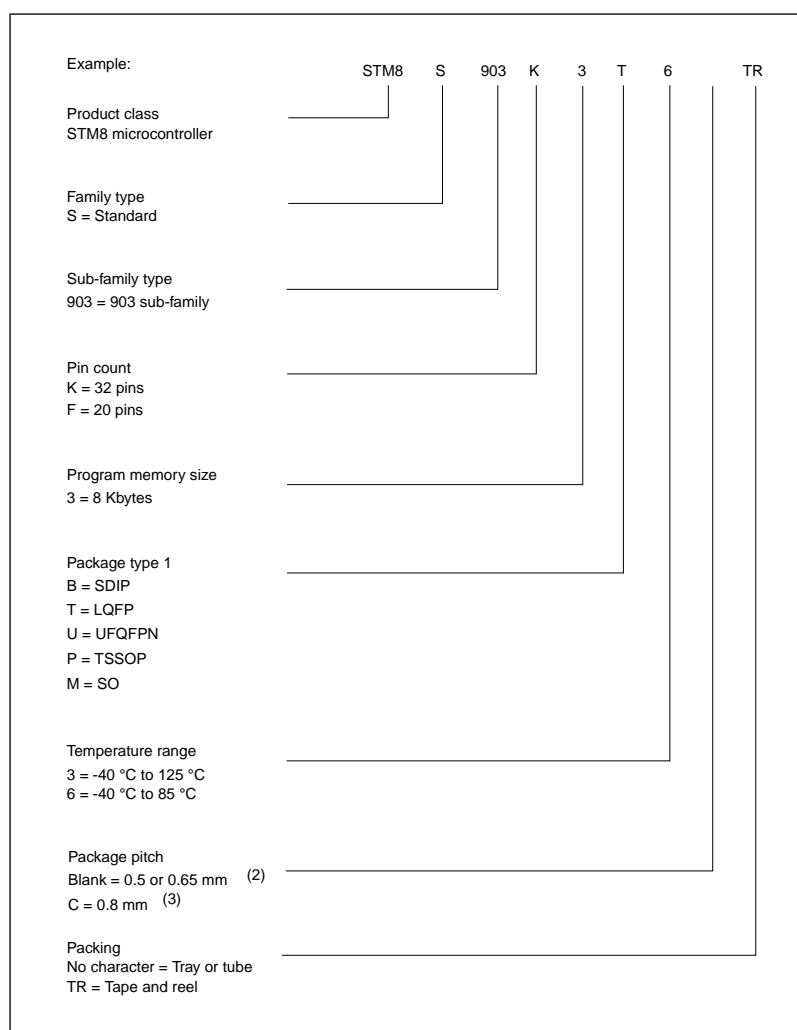 Example: STM8 S 903 K 3 T 6 TR
Product class
STM8 microcontroller
Family type
S = Standard
Sub-family type
903 = 903 sub-family
Pin count
K = 32 pins
F = 20 pins
Program memory size
3 = 8 Kbytes
Package type 1
B = SDIP
T = LQFP
U = UFQFPN
P = TSSOP
M = SO
Temperature range
3 = -40 °C to 125 °C
6 = -40 °C to 85 °C
Package pitch
Blank = 0.5 or 0.65 mm (2)
C = 0.8 mm (3)
Packing
No character = Tray or tube
TR = Tape and reel